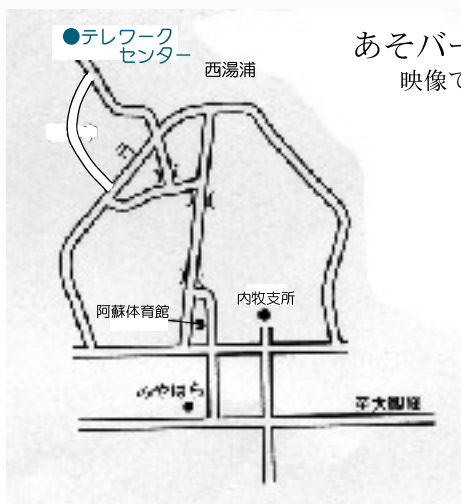 ●テレワーク
センター
西湯浦
あそバー
映像で
阿蘇体育館
内牧支所
みやはら
至大観峰